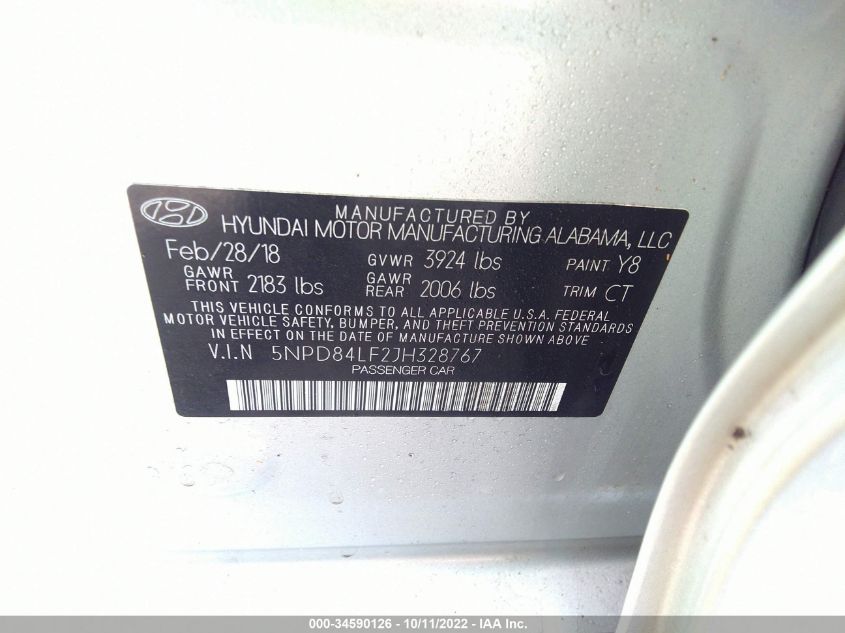 MANUFACTURED BY
HYUNDAI MOTOR MANUFACTURING ALABAMA, LLC
Feb/28/18 GVWR 3924 lbs PAINT Y8
GAWR FRONT 2183 lbs GAWR REAR 2006 lbs TRIM CT
THIS VEHICLE CONFORMS TO ALL APPLICABLE U.S.A. FEDERAL
MOTOR VEHICLE SAFETY, BUMPER, AND THEFT PREVENTION STANDARDS
IN EFFECT ON THE DATE OF MANUFACTURE SHOWN ABOVE
V.I.N 5NPD84LF2JH328767
PASSENGER CAR
000-34590126 - 10/11/2022 - IAA Inc.